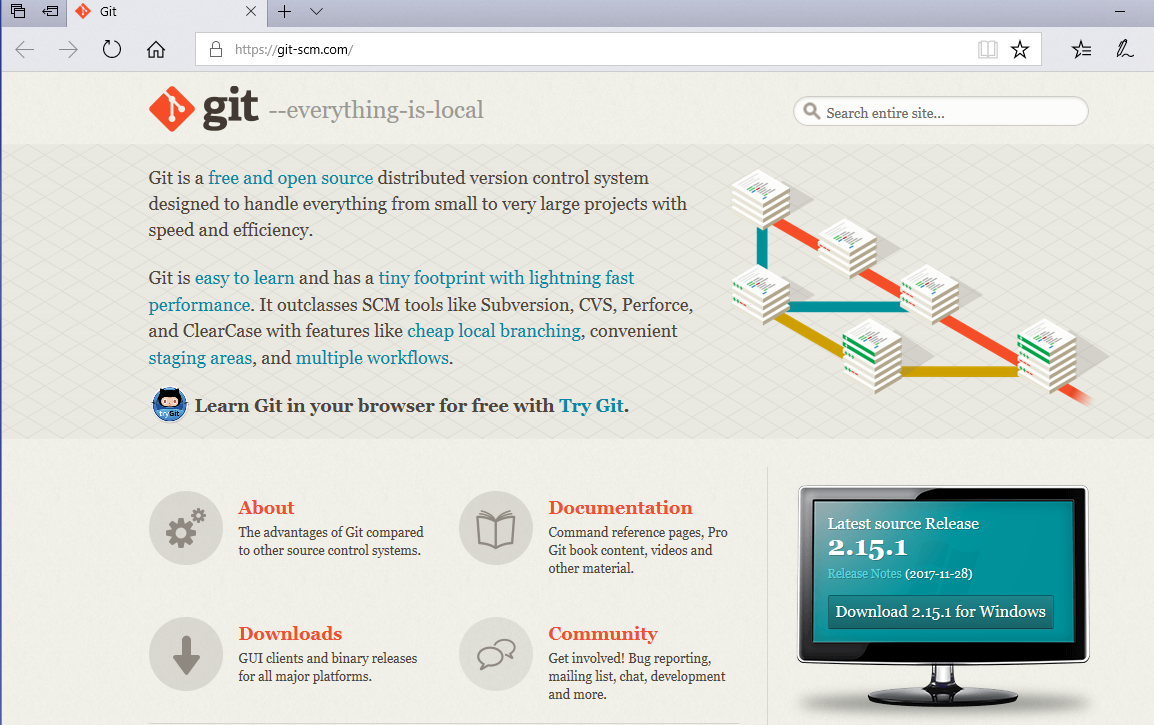 Git
https://git-scm.com/
git --everything-is-local
Search entire site...
Git is a free and open source distributed version control system
designed to handle everything from small to very large projects with
speed and efficiency.
Git is easy to learn and has a tiny footprint with lightning fast
performance. It outclasses SCM tools like Subversion, CVS, Perforce,
and ClearCase with features like cheap local branching, convenient
staging areas, and multiple workflows.
try Git
Learn Git in your browser for free with Try Git.
About
The advantages of Git compared
to other source control systems.
Documentation
Command reference pages, Pro
Git book content, videos and
other material.
Downloads
GUI clients and binary releases
for all major platforms.
Community
Get involved! Bug reporting,
mailing list, chat, development
and more.
Latest source Release
2.15.1
Release Notes (2017-11-28)
Download 2.15.1 for Windows